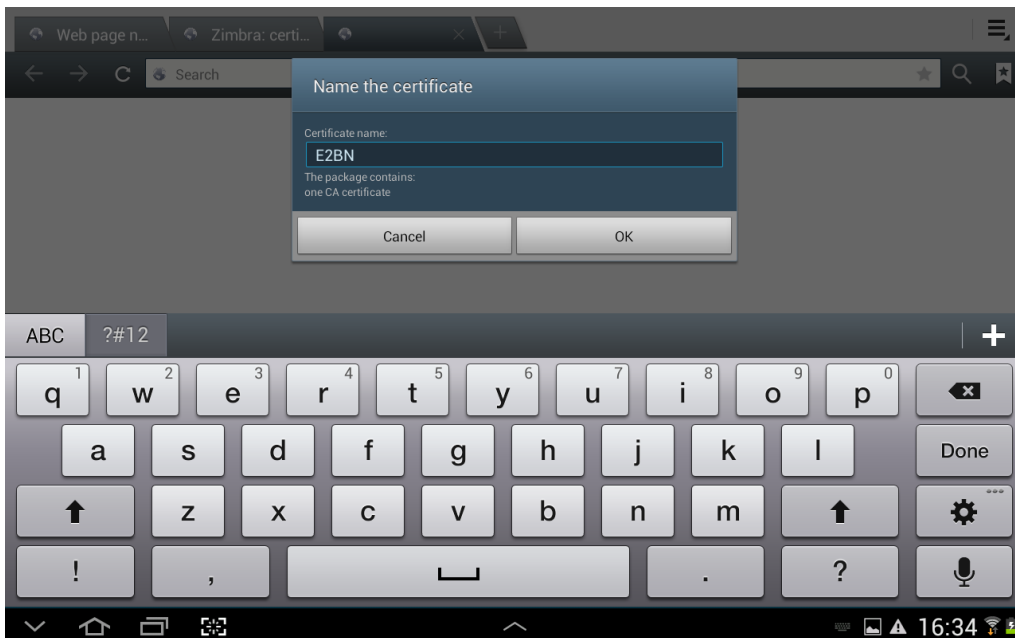 Web page n...
Zimbra: certi...
Search
Name the certificate
Certificate name:
E2BN
The package contains:
one CA certificate
Cancel
OK
ABC
?#12
q 1 w 2 e 3 r 4 t 5 y 6 u 7 i 8 o 9 p 0
a s d f g h j k l Done
z x c v b n m
! , . ?
16:34